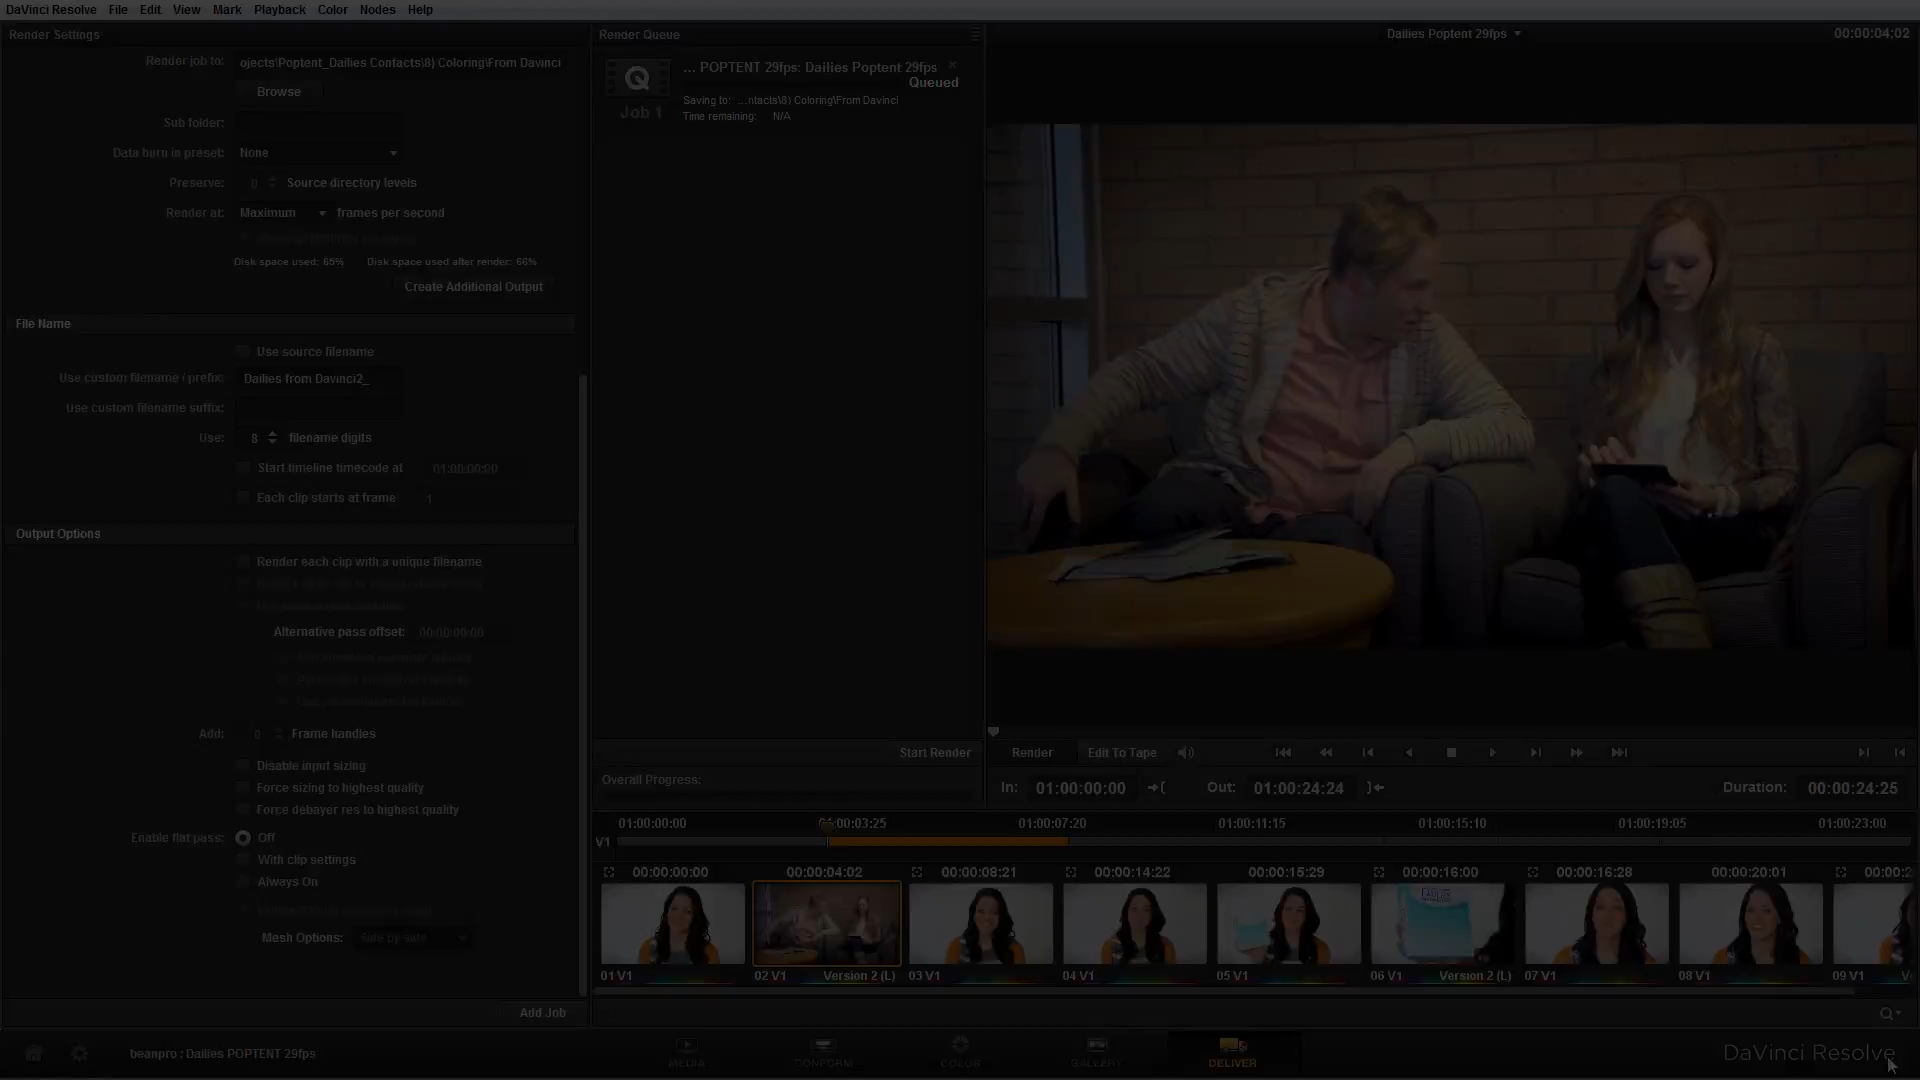 DaVinci Resolve File Edit View Mark Playback Color Nodes Help
Render Settings
Render job to: ojects\Poptent_Dailies Contacts\8) Coloring\From Davinci
Browse
Sub folder:
Data burn in preset: None
Preserve: 0 Source directory levels
Render at: Maximum frames per second
Disk space used: 65% Disk space used after render: 66%
Create Additional Output
File Name
Use source filename
Use custom filename / prefix: Dailies from Davinci2_
Use custom filename suffix:
Use: 8 filename digits
Start timeline timecode at 01:00:00:00
Each clip starts at frame 1
Output Options
Render each clip with a unique filename
Alternative pass offset: 00:00:00:00
Add: 0 Frame handles
Disable input sizing
Force sizing to highest quality
Force debayer res to highest quality
Enable flat pass: Off
With clip settings
Always On
Mesh Options: Side by side
Add Job
Render Queue
... POPTENT 29fps: Dailies Poptent 29fps
Queued
Job 1
Saving to: ...ntacts\8) Coloring\From Davinci
Time remaining: N/A
Start Render
Overall Progress:
Dailies Poptent 29fps 00:00:04:02
Render Edit To Tape
In: 01:00:00:00 Out: 01:00:24:24 Duration: 00:00:24:25
01:00:00:00 01:00:03:25 01:00:07:20 01:00:11:15 01:00:15:10 01:00:19:05 01:00:23:00
V1
00:00:00:00 00:00:04:02 00:00:08:21 00:00:14:22 00:00:15:29 00:00:16:00 00:00:16:28 00:00:20:01 00:00:2
01 V1 02 V1 Version 2 (L) 03 V1 04 V1 05 V1 06 V1 Version 2 (L) 07 V1 08 V1 09 V1
beanpro : Dailies POPTENT 29fps
MEDIA CONFORM COLOR GALLERY DELIVER
DaVinci Resolve